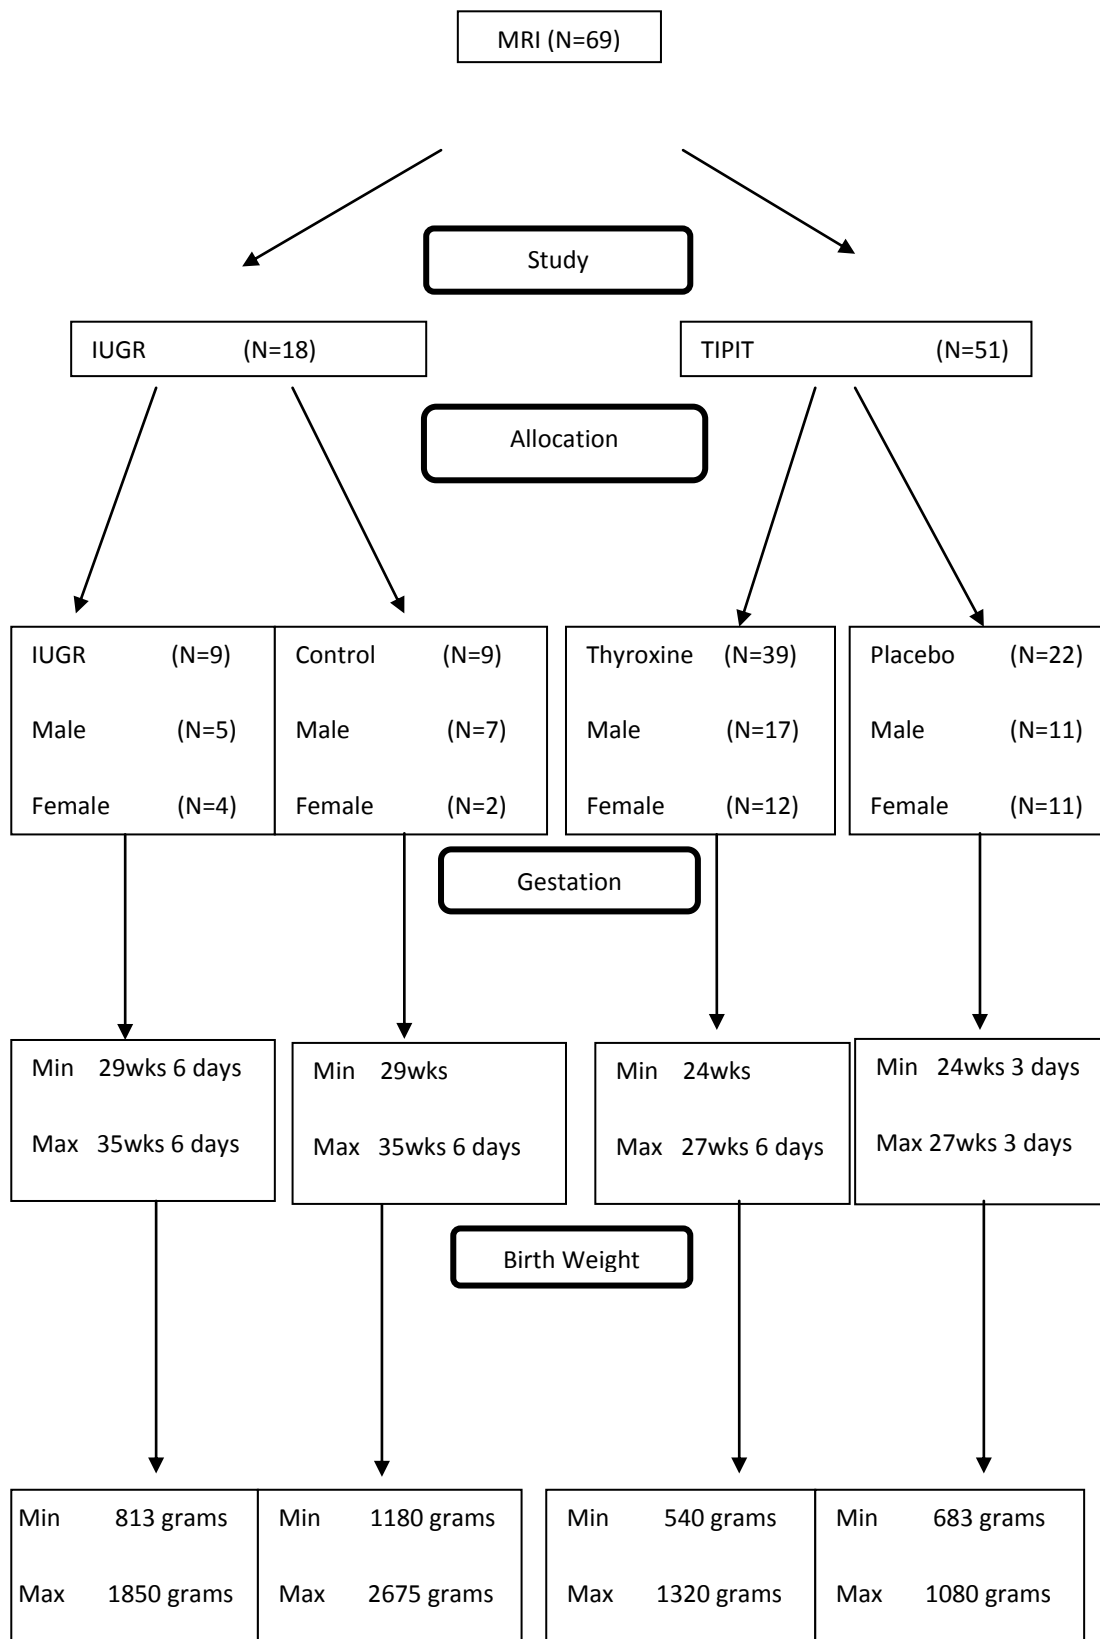 MRI (N=69)
Study
IUGR (N=18)
TIPIT (N=51)
Allocation
IUGR (N=9)
Male (N=5)
Female (N=4)
Control (N=9)
Male (N=7)
Female (N=2)
Thyroxine (N=39)
Male (N=17)
Female (N=12)
Placebo (N=22)
Male (N=11)
Female (N=11)
Gestation
Min 29wks 6 days
Max 35wks 6 days
Min 29wks
Max 35wks 6 days
Min 24wks
Max 27wks 6 days
Min 24wks 3 days
Max 27wks 3 days
Birth Weight
Min 813 grams
Max 1850 grams
Min 1180 grams
Max 2675 grams
Min 540 grams
Max 1320 grams
Min 683 grams
Max 1080 grams